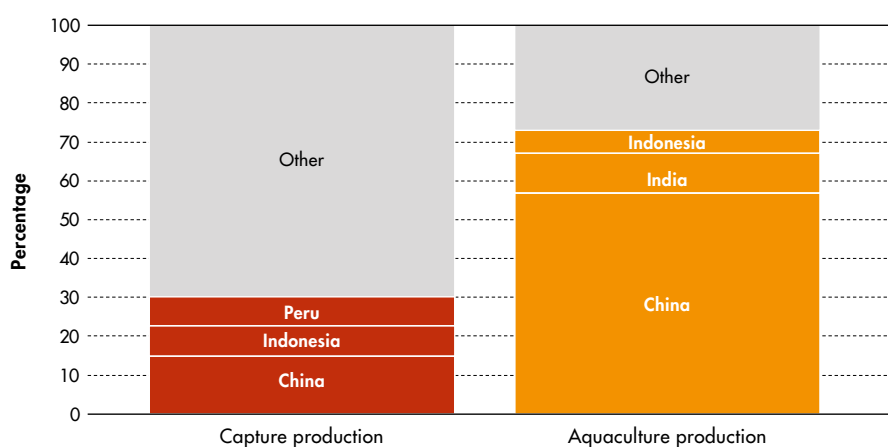 Percentage
100
90
80
70
60
50
40
30
20
10
0
Other
Peru
Indonesia
China
Other
Indonesia
India
China
Capture production
Aquaculture production